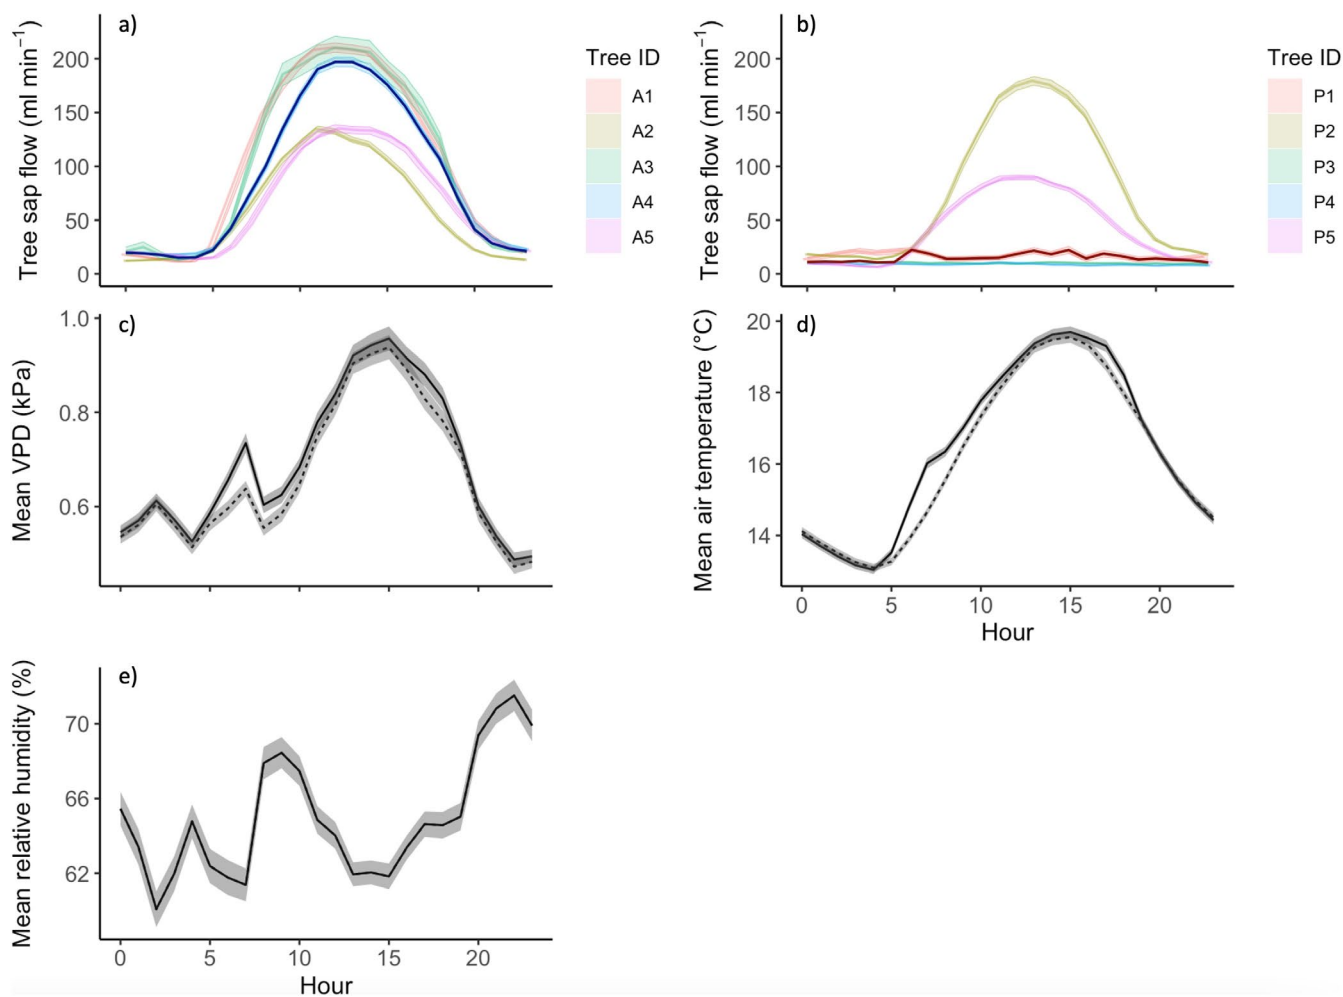 a)
Tree sap flow (ml min⁻¹)
200
150
100
50
0
Tree ID
A1
A2
A3
A4
A5
b)
Tree sap flow (ml min⁻¹)
200
150
100
50
0
Tree ID
P1
P2
P3
P4
P5
c)
Mean VPD (kPa)
1.0
0.8
0.6
d)
Mean air temperature (°C)
20
18
16
14
0 5 10 15 20
Hour
e)
Mean relative humidity (%)
70
66
62
0 5 10 15 20
Hour